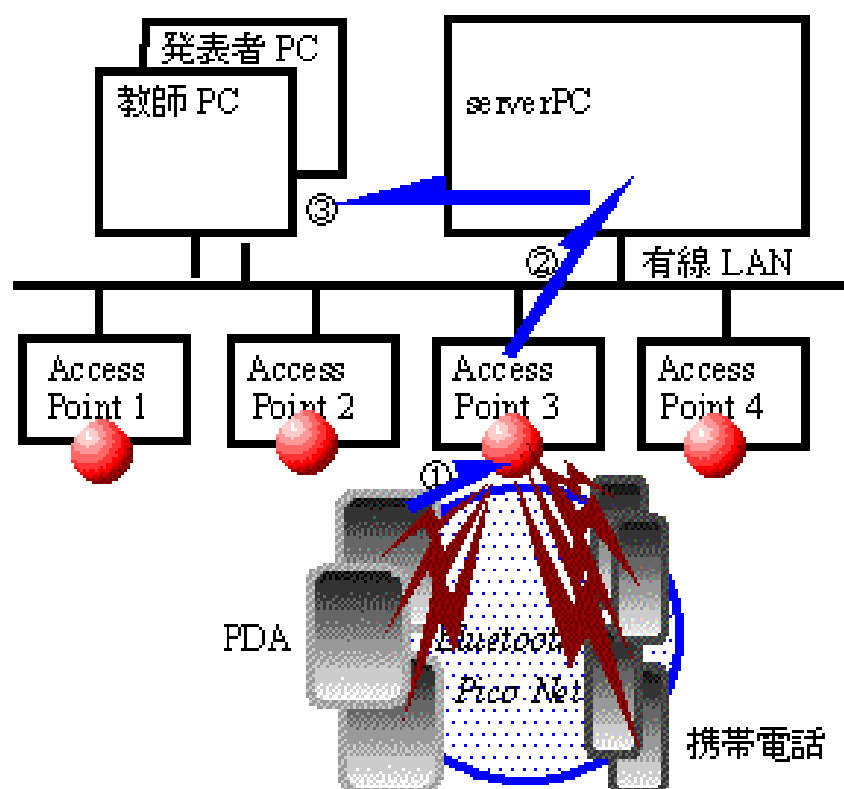 発表者 PC
教師 PC
serverPC
③
②
有線 LAN
Access
Point 1
Access
Point 2
Access
Point 3
Access
Point 4
①
PDA
Bluetooth
Pico Net
携帯電話